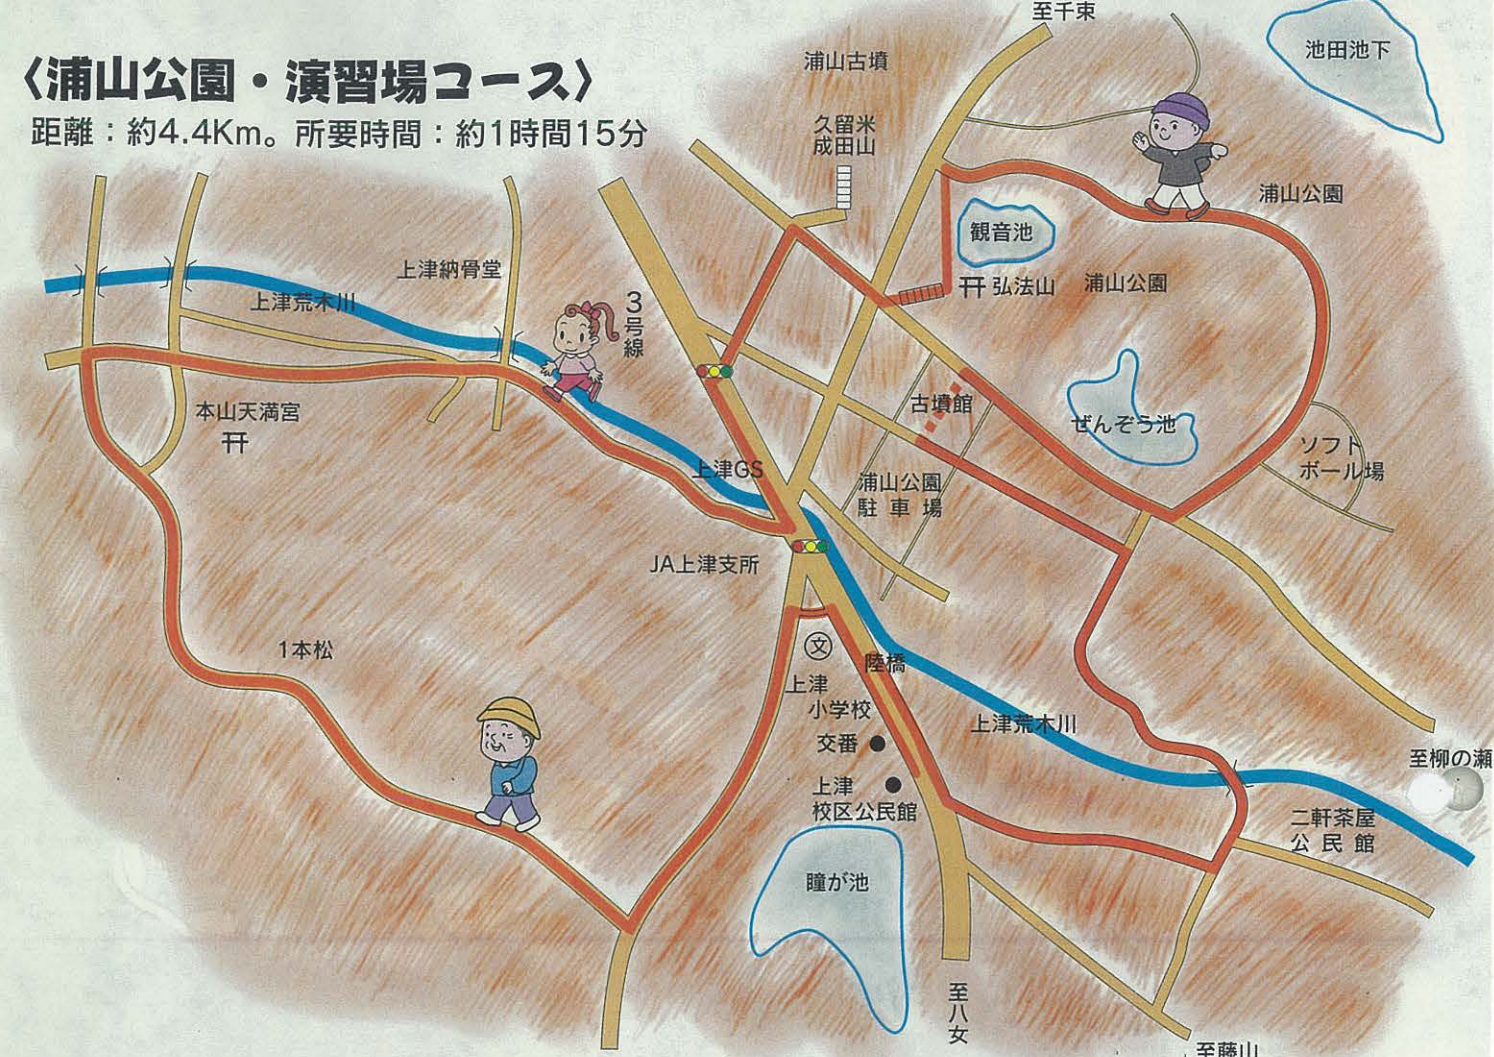 〈浦山公園・演習場コース〉
距離：約4.4Km。所要時間：約1時間15分
至千束
池田池下
浦山古墳
久留米
成田山
浦山公園
観音池
弘法山
浦山公園
上津納骨堂
上津荒木川
3号線
本山天満宮
古墳館
ぜんぞう池
ソフト
ボール場
上津GS
浦山公園
駐車場
JA上津支所
1本松
文
陸橋
上津
小学校
交番
上津荒木川
上津
校区公民館
至柳の瀬
二軒茶屋
公民館
瞳が池
至八女
至藤山